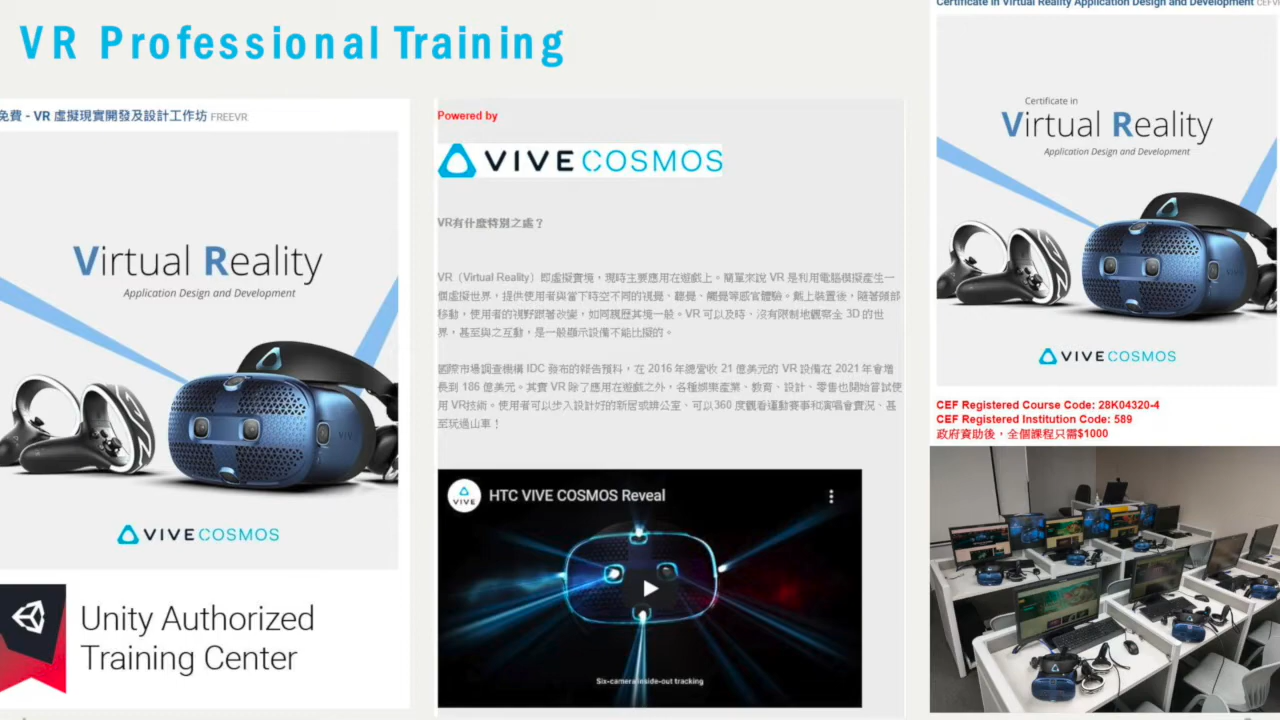 VR Professional Training
免費 - VR 虛擬現實開發及設計工作坊 FREEVR
Virtual Reality
Application Design and Development
VIVE
VIVE COSMOS
Unity Authorized
Training Center
Powered by
VIVE COSMOS
VR有什麼特別之處？
VR（Virtual Reality）即虛擬實境，現時主要應用在遊戲上。簡單來說 VR 是利用電腦模擬產生一
個虛擬世界，提供使用者與當下時空不同的視覺、聽覺、觸覺等感官體驗。戴上裝置後，隨著頭部
移動，使用者的視野跟著改變，如同親歷其境一般。VR 可以及時、沒有限制地觀察全 3D 的世
界，甚至與之互動，是一般顯示設備不能比擬的。
國際市場調查機構 IDC 發布的報告預料，在 2016 年總營收 21 億美元的 VR 設備在 2021 年會增
長到 186 億美元。其實 VR 除了應用在遊戲之外，各種娛樂產業、教育、設計、零售也開始嘗試使
用 VR技術。使用者可以步入設計好的新居或辦公室、可以360 度觀看運動賽事和演唱會實況、甚
至玩過山車！
VIVE
HTC VIVE COSMOS Reveal
Six-camera inside-out tracking
Certificate in Virtual Reality Application Design and Development
Certificate in
Virtual Reality
Application Design and Development
VIVE
VIVE COSMOS
CEF Registered Course Code: 28K04320-4
CEF Registered Institution Code: 589
政府資助後，全個課程只需$1000